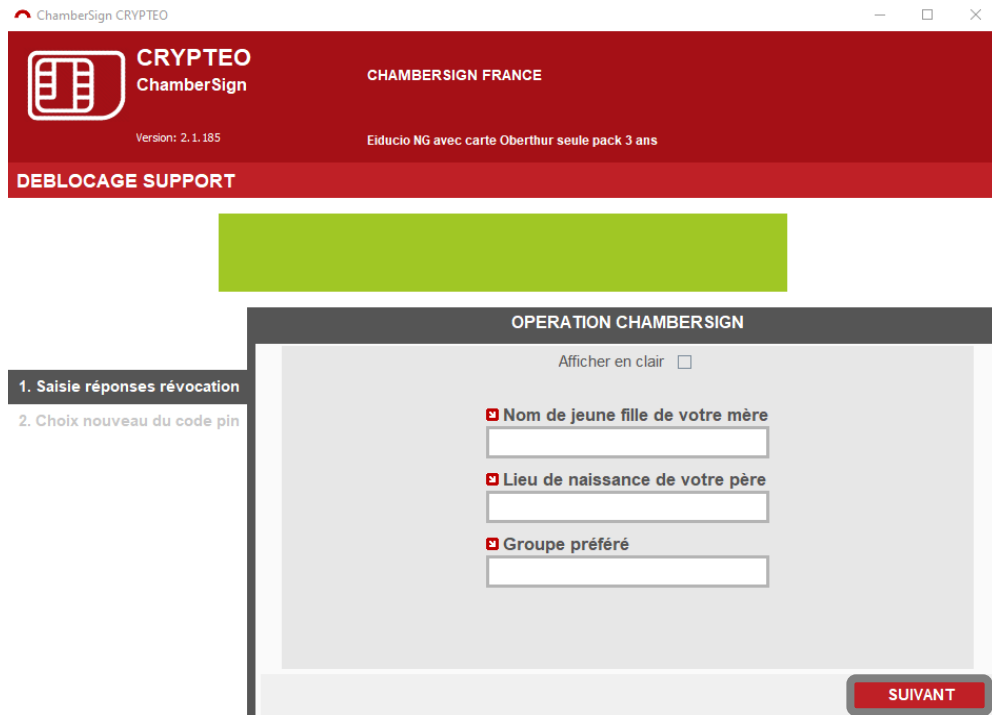 ChamberSign CRYPTEO
CRYPTEO
ChamberSign
CHAMBERSIGN FRANCE
Version: 2.1.185
Eiducio NG avec carte Oberthur seule pack 3 ans
DEBLOCAGE SUPPORT
OPERATION CHAMBERSIGN
Afficher en clair
1. Saisie réponses révocation
2. Choix nouveau du code pin
Nom de jeune fille de votre mère
Lieu de naissance de votre père
Groupe préféré
SUIVANT